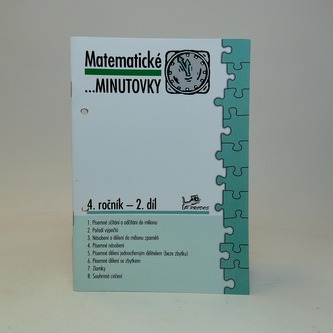 Matematické
...MINUTOVKY
4. ročník – 2. díl
PRODOS
1. Písemné sčítání a odčítání do milionu
2. Pořadí výpočtů
3. Násobení a dělení do milionu zpaměti
4. Písemné násobení
5. Písemné dělení jednociferným dělitelem (beze zbytku)
6. Písemné dělení se zbytkem
7. Zlomky
8. Souhrnné cvičení